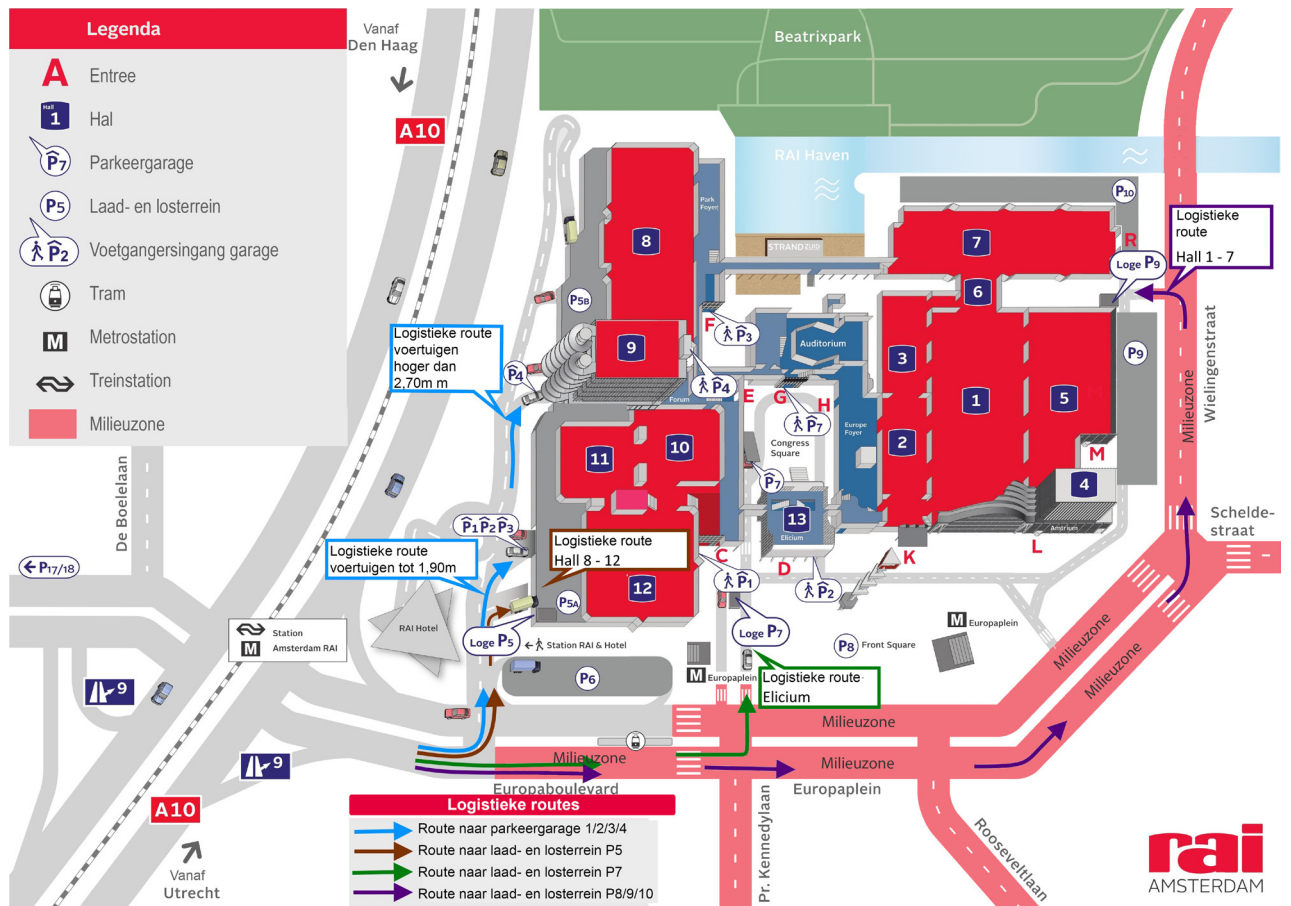 Legenda
A Entree
Hall 1 Hal
P7 Parkeergarage
P5 Laad- en losterrein
P2 Voetgangersingang garage
Tram
M Metrostation
Treinstation
Milieuzone
Vanaf
Den Haag
A10
Beatrixpark
RAI Haven
STRANDZUID
Park
Foyer
8
7
P10
R
Logistieke
route
Hall 1 - 7
Loge P9
6
P5B
F
P3
Logistieke route
voertuigen
hoger dan
2,70m m
9
P4
P4
Auditorium
3
1
5
P9
M
Wielingenstraat
Milieuzone
Forum
E
G
H
P7
Europe
Foyer
2
Congress
Square
11
10
P7
M
4
13
Elicium
Amtrium
De Boelelaan
P17/18
P1 P2 P3
Logistieke route
voertuigen tot 1,90m
Logistieke route
Hall 8 - 12
C
D
K
L
P1
P2
Schelde-
straat
12
P5A
Loge P5
RAI Hotel
Station
M Amsterdam RAI
Station RAI & Hotel
Loge P7
P8 Front Square
M Europaplein
M Europaplein
P6
Logistieke route
Elicium
9
9
A10
Vanaf
Utrecht
Milieuzone
Milieuzone
Milieuzone
Milieuzone
Milieuzone
Europaboulevard
Europaplein
Pr. Kennedylaan
Rooseveltlaan
Logistieke routes
Route naar parkeergarage 1/2/3/4
Route naar laad- en losterrein P5
Route naar laad- en losterrein P7
Route naar laad- en losterrein P8/9/10
rai
AMSTERDAM